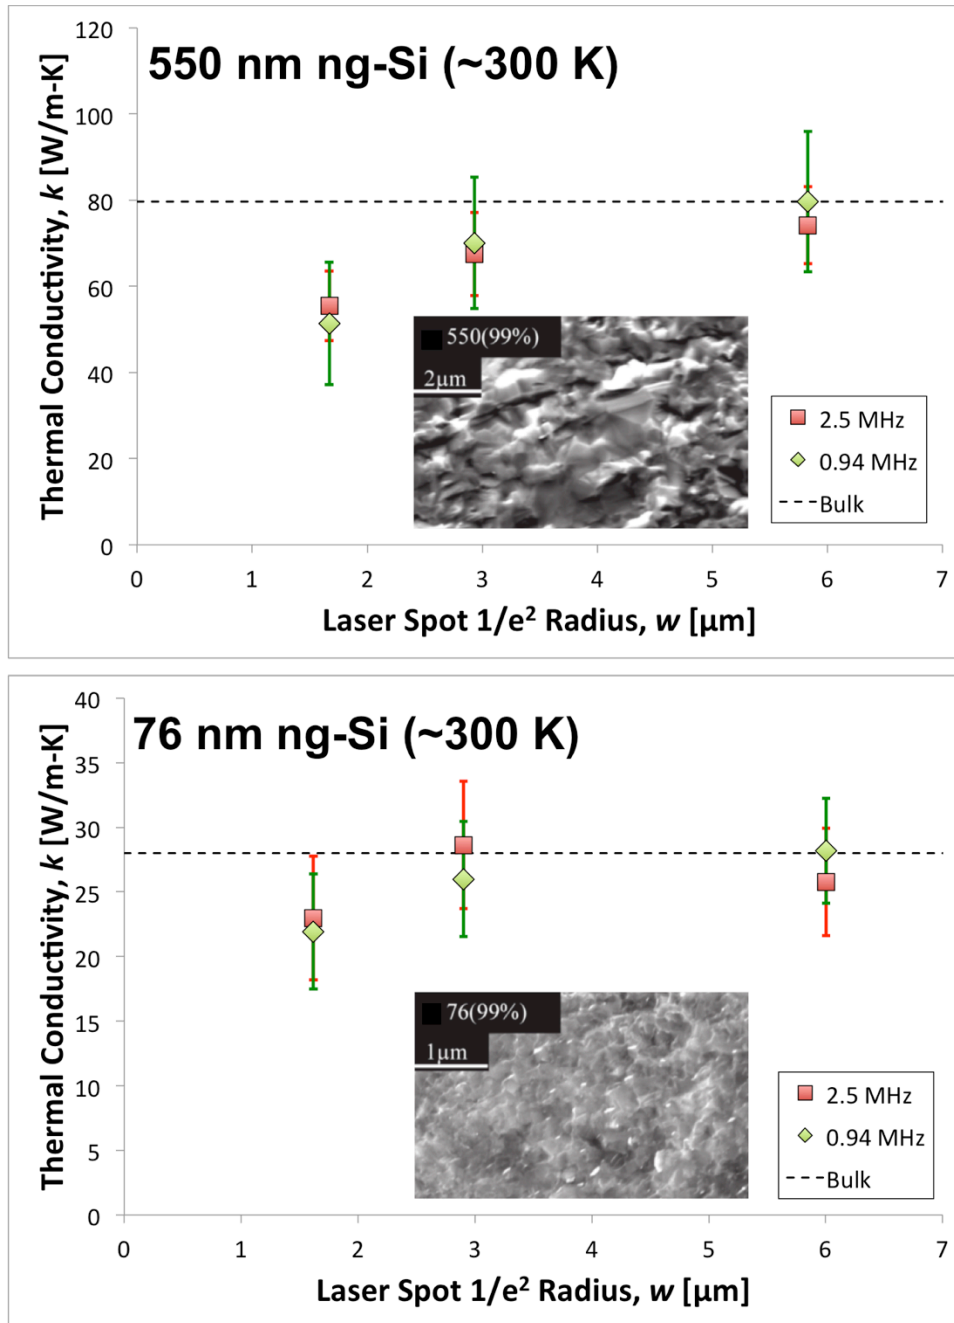 550 nm ng-Si (~300 K)
Thermal Conductivity, k [W/m-K]
120
100
80
60
40
20
0
550(99%)
2μm
2.5 MHz
0.94 MHz
Bulk
0 1 2 3 4 5 6 7
Laser Spot 1/e² Radius, w [μm]
76 nm ng-Si (~300 K)
Thermal Conductivity, k [W/m-K]
40
35
30
25
20
15
10
5
0
76(99%)
1μm
2.5 MHz
0.94 MHz
Bulk
0 1 2 3 4 5 6 7
Laser Spot 1/e² Radius, w [μm]